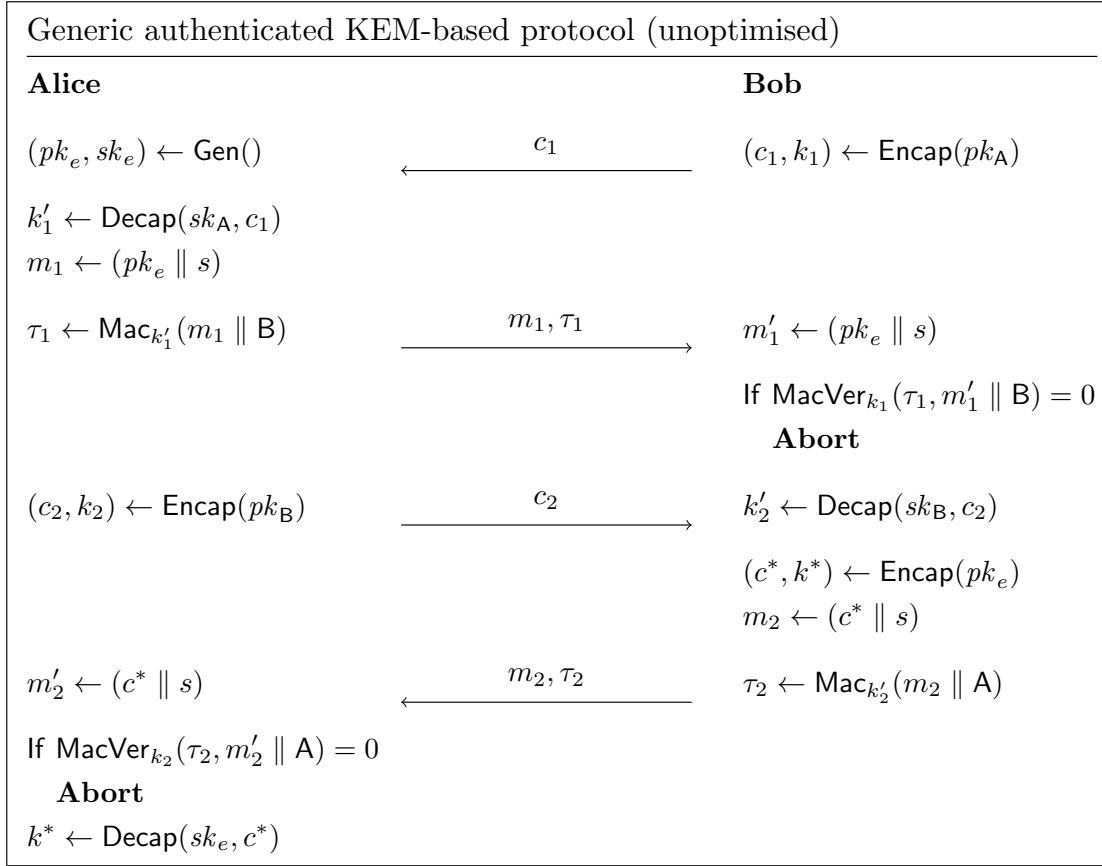 Generic authenticated KEM-based protocol (unoptimised)
Alice Bob
(pk_e, sk_e) ← Gen() c_1 (c_1, k_1) ← Encap(pk_A)
k'_1 ← Decap(sk_A, c_1)
m_1 ← (pk_e ∥ s)
τ_1 ← Mac_{k'_1}(m_1 ∥ B) m_1, τ_1 m'_1 ← (pk_e ∥ s)
If MacVer_{k_1}(τ_1, m'_1 ∥ B) = 0
Abort
(c_2, k_2) ← Encap(pk_B) c_2 k'_2 ← Decap(sk_B, c_2)
(c^*, k^*) ← Encap(pk_e)
m_2 ← (c^* ∥ s)
m'_2 ← (c^* ∥ s) m_2, τ_2 τ_2 ← Mac_{k'_2}(m_2 ∥ A)
If MacVer_{k_2}(τ_2, m'_2 ∥ A) = 0
Abort
k^* ← Decap(sk_e, c^*)